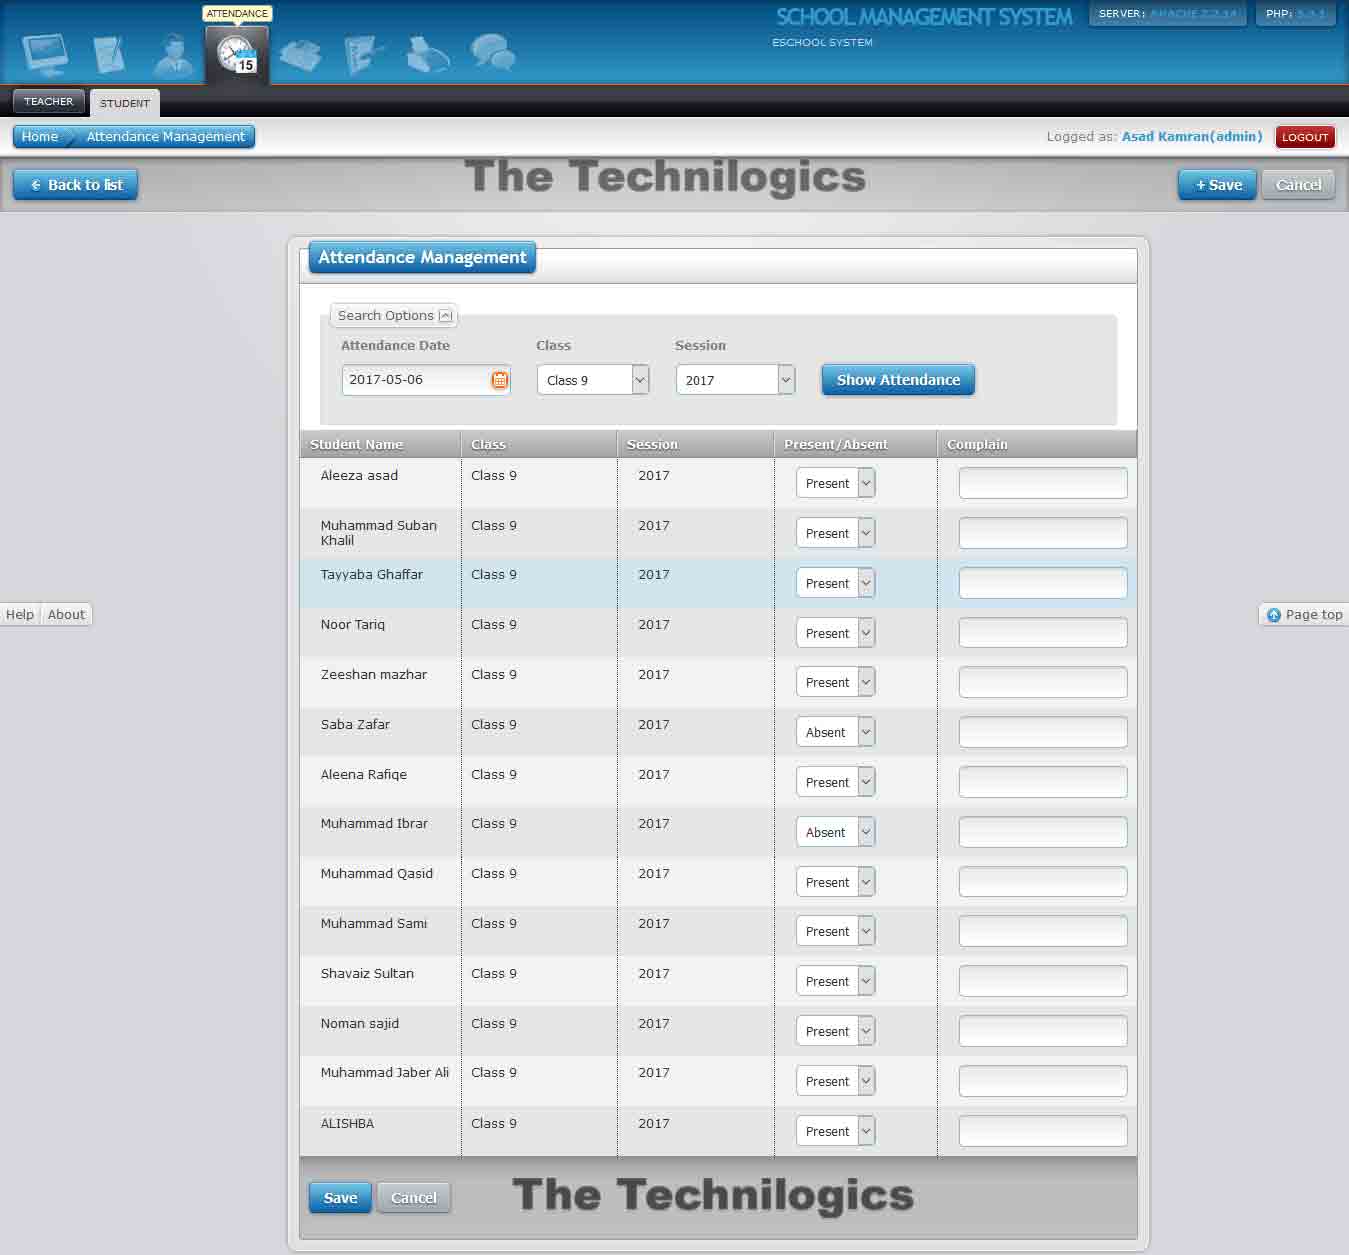 ATTENDANCE
SCHOOL MANAGEMENT SYSTEM
SERVER: APACHE 2.2.14
PHP: 5.3.1
ESCHOOL SYSTEM
15
TEACHER
STUDENT
Home
Attendance Management
Logged as: Asad Kamran(admin)
LOGOUT
The Technilogics
Back to list
+ Save
Cancel
Attendance Management
Search Options
Attendance Date Class Session
2017-05-06 Class 9 2017 Show Attendance
Student Name Class Session Present/Absent Complain
Aleeza asad Class 9 2017 Present
Muhammad Suban Class 9 2017 Present
Khalil
Tayyaba Ghaffar Class 9 2017 Present
Noor Tariq Class 9 2017 Present
Zeeshan mazhar Class 9 2017 Present
Saba Zafar Class 9 2017 Absent
Aleena Rafiqe Class 9 2017 Present
Muhammad Ibrar Class 9 2017 Absent
Muhammad Qasid Class 9 2017 Present
Muhammad Sami Class 9 2017 Present
Shavaiz Sultan Class 9 2017 Present
Noman sajid Class 9 2017 Present
Muhammad Jaber Ali Class 9 2017 Present
ALISHBA Class 9 2017 Present
Help About
Page top
Save Cancel
The Technilogics